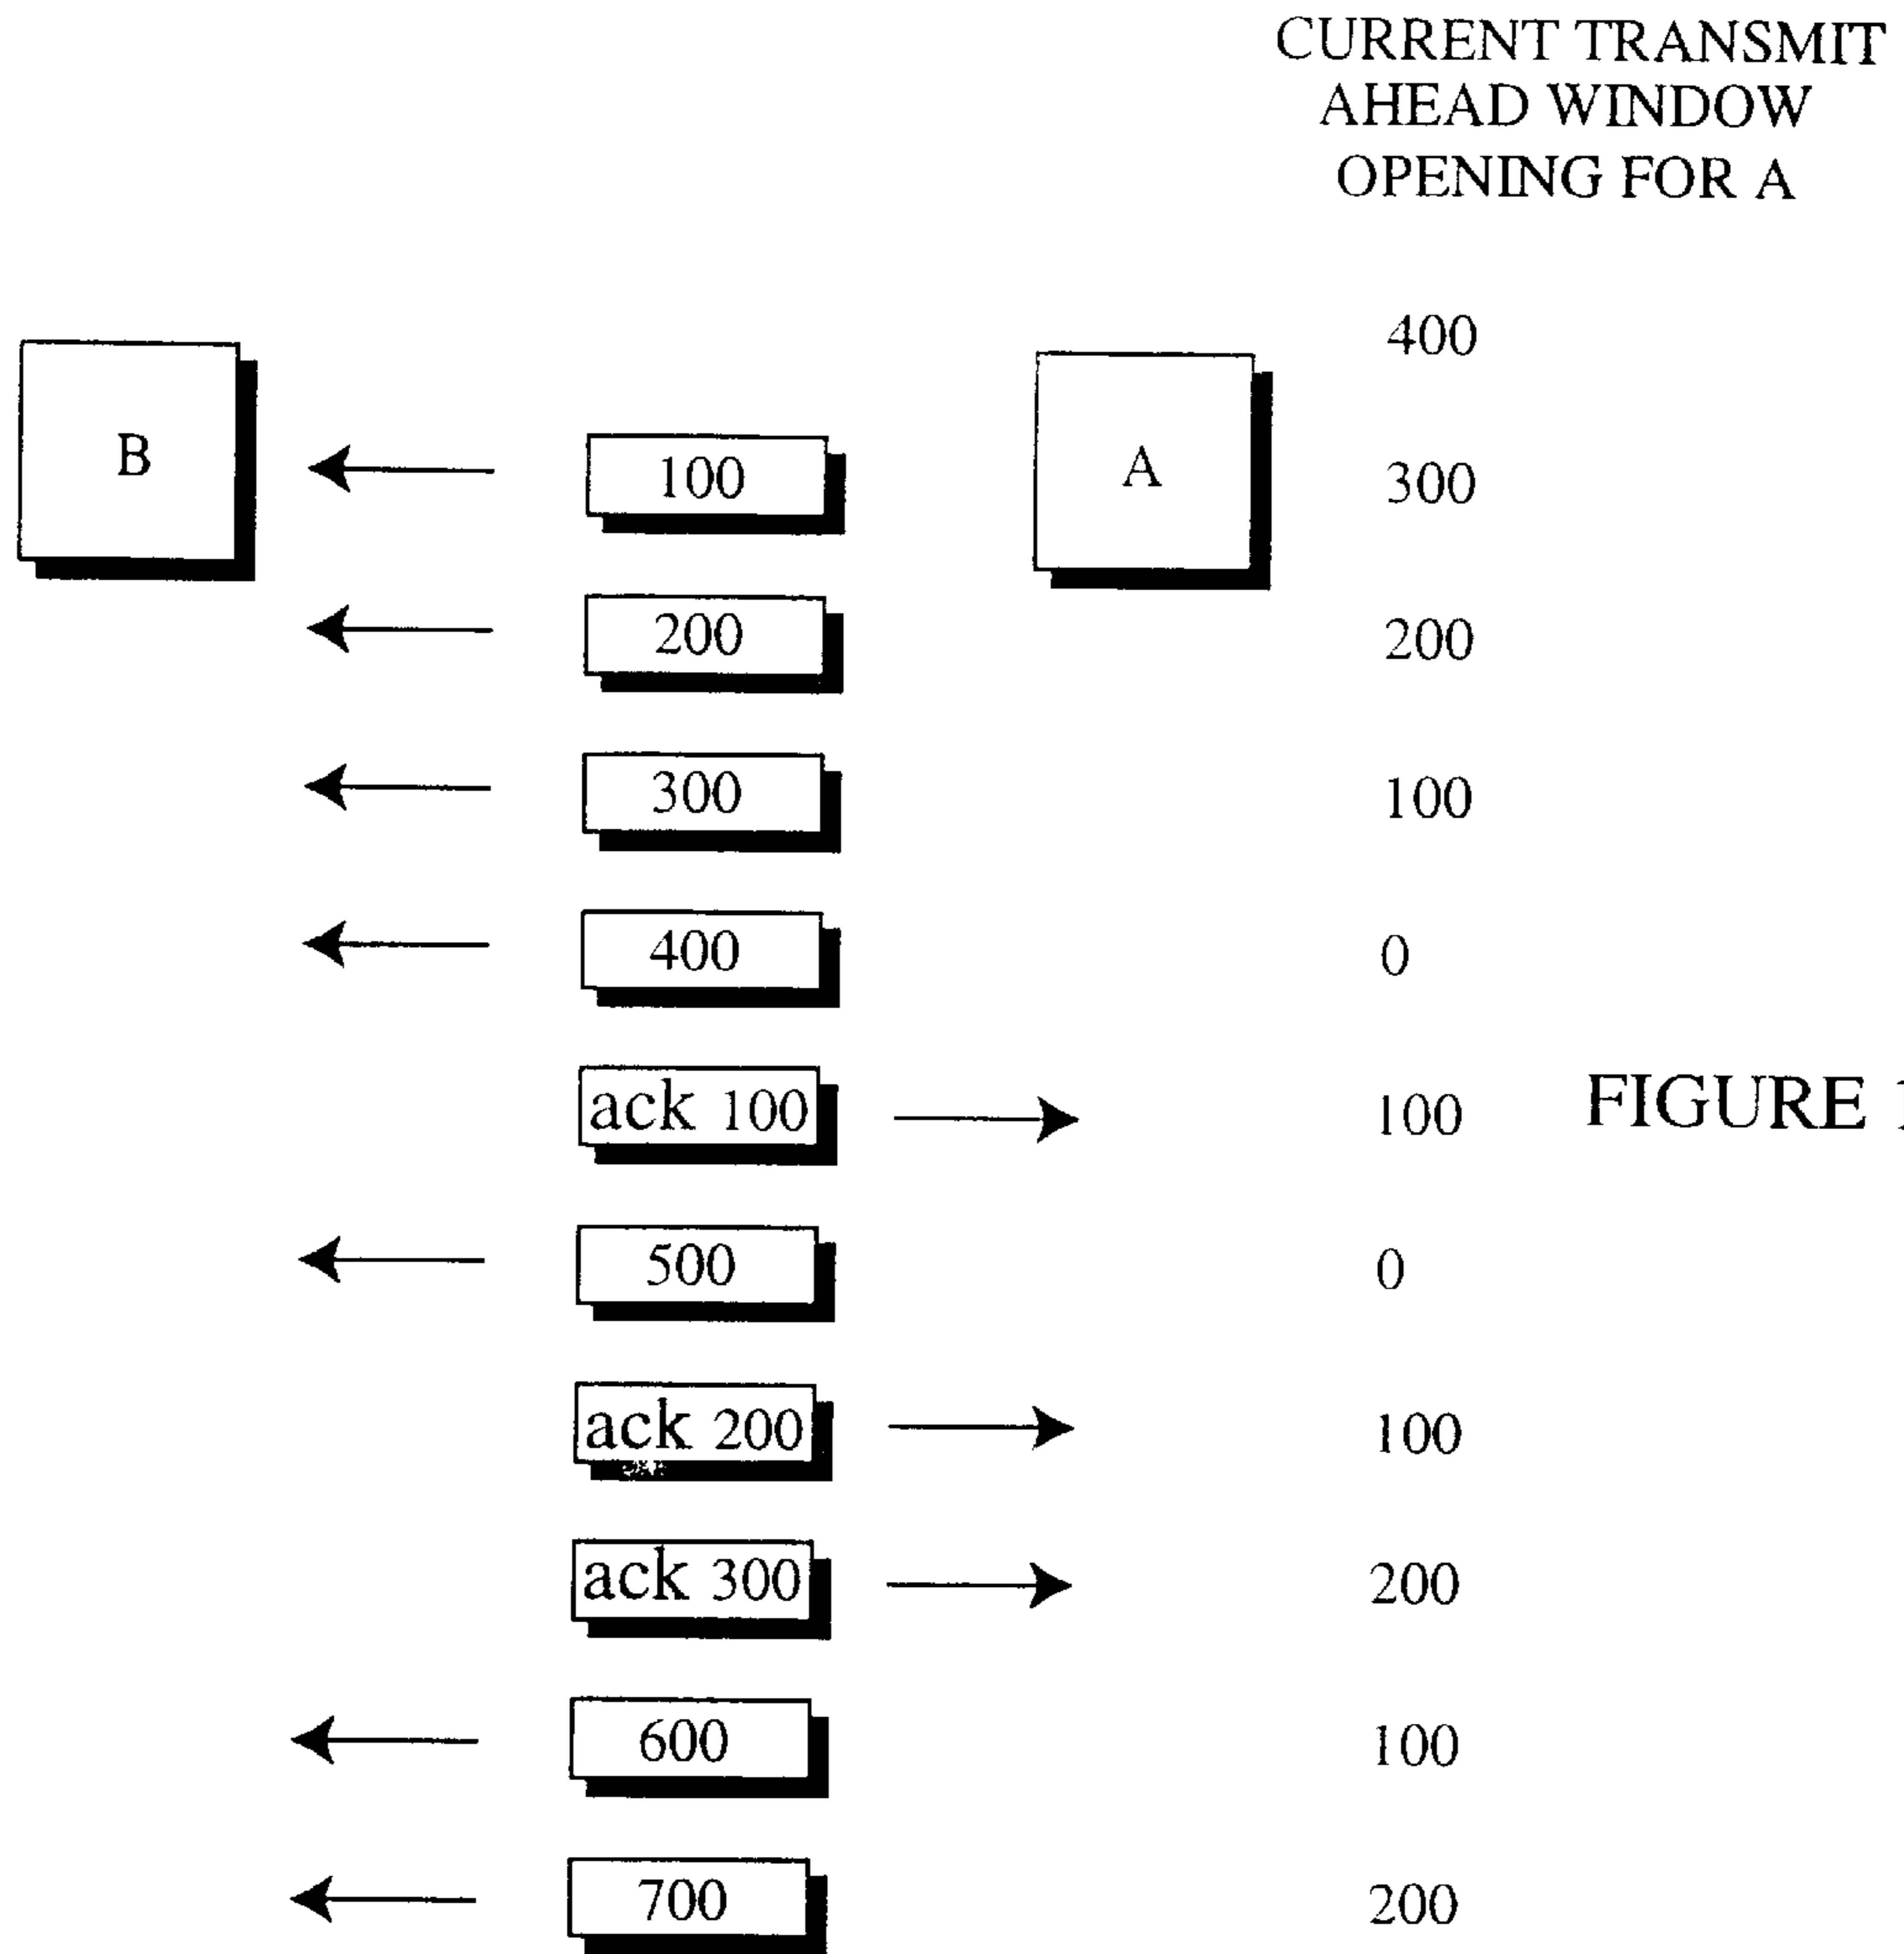 CURRENT TRANSMIT
AHEAD WINDOW
OPENING FOR A
400
B
100
A
300
200
200
300
100
400
0
ack 100
100
FIGURE 1
500
0
ack 200
100
ack 300
200
600
100
700
200